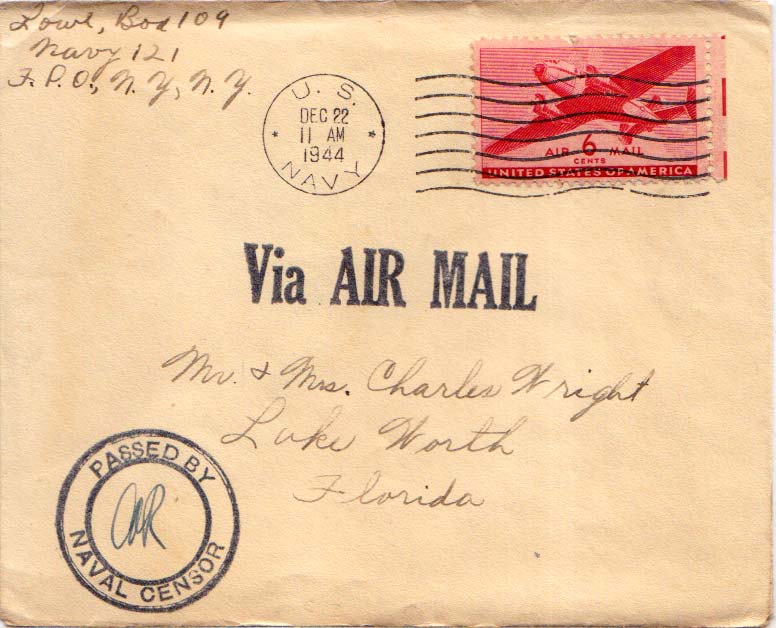 Lowe, Box 109
Navy 121
F.P.O., N.Y., N.Y.
U.S.
DEC 22
11 AM
1944
NAVY
AIR 6 MAIL
CENTS
UNITED STATES OF AMERICA
Via AIR MAIL
Mr. & Mrs. Charles Wright
Lake Worth
Florida
PASSED BY
NAVAL CENSOR